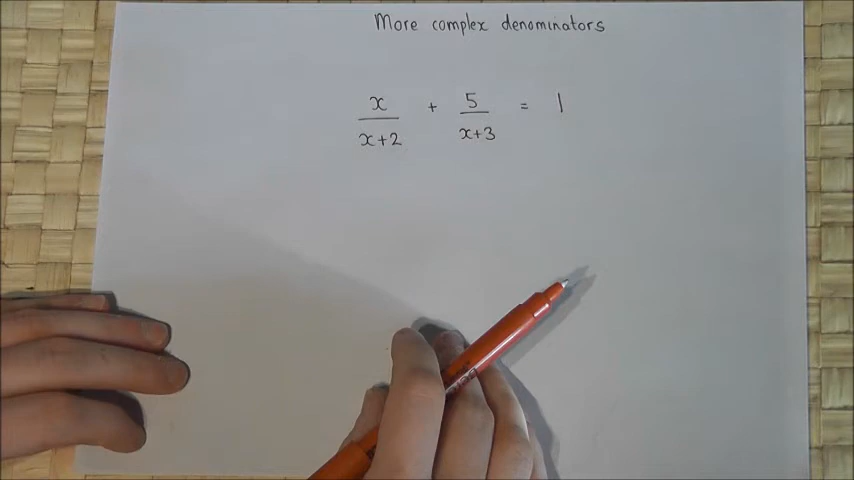 More complex denominators
x/x+2 + 5/x+3 = 1